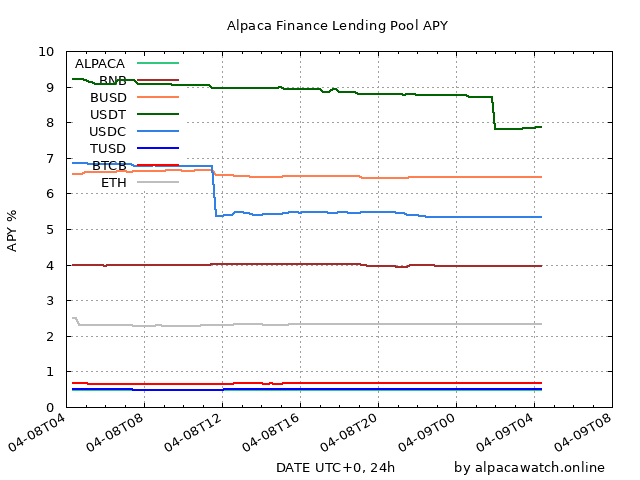 Alpaca Finance Lending Pool APY
10
9
8
7
6
5
4
3
2
1
0
APY %
ALPACA
BNB
BUSD
USDT
USDC
TUSD
BTCB
ETH
04-08T04
04-08T08
04-08T12
04-08T16
04-08T20
04-09T00
04-09T04
04-09T08
DATE UTC+0, 24h
by alpacawatch.online